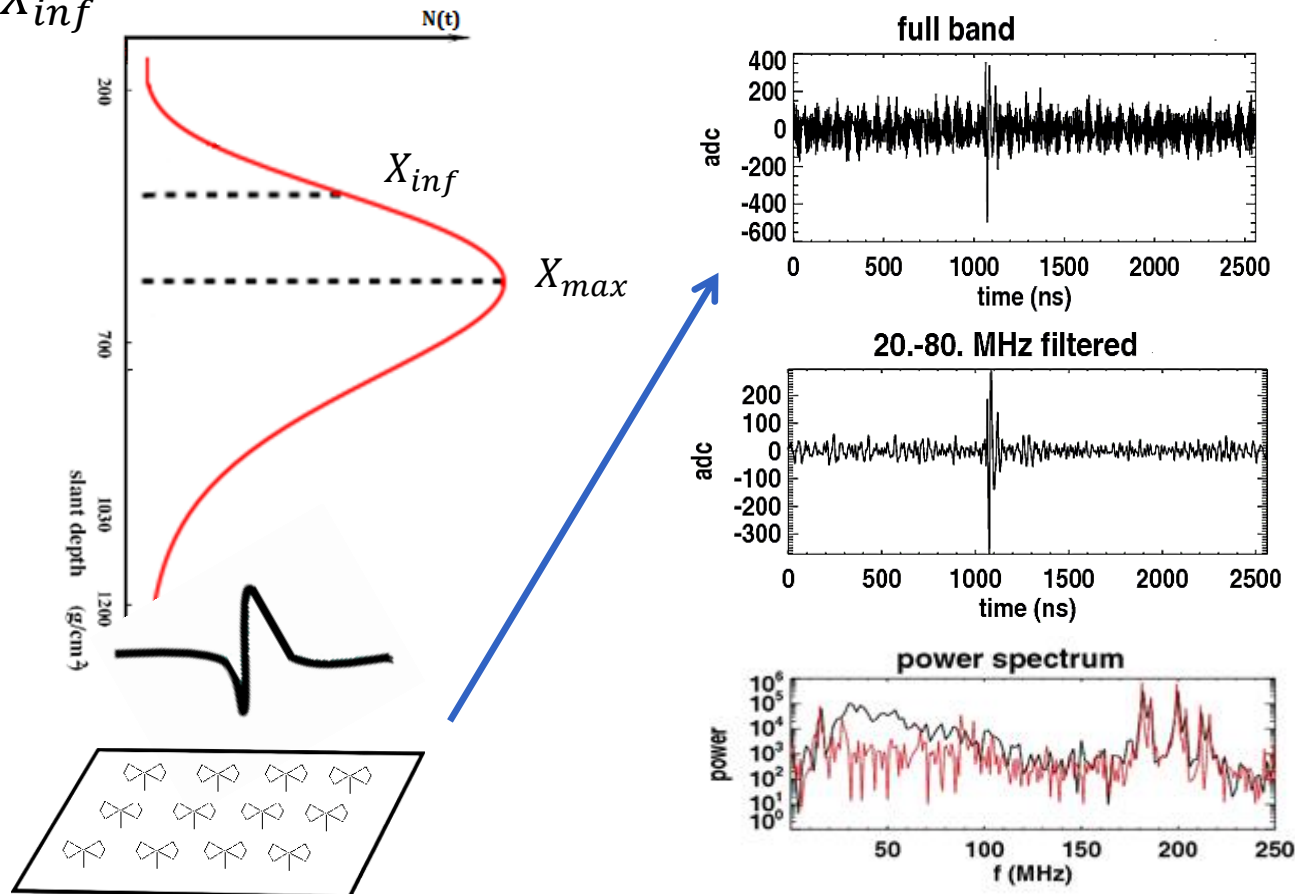 X_inf
N(t)
200
X_inf
X_max
700
1030
1200
slant depth (g/cm²)
full band
400
200
0
-200
-400
-600
adc
0 500 1000 1500 2000 2500
time (ns)
20.-80. MHz filtered
200
100
0
-100
-200
-300
adc
0 500 1000 1500 2000 2500
time (ns)
power spectrum
10⁶
10⁵
10⁴
10³
10²
10¹
10⁰
power
50 100 150 200 250
f (MHz)